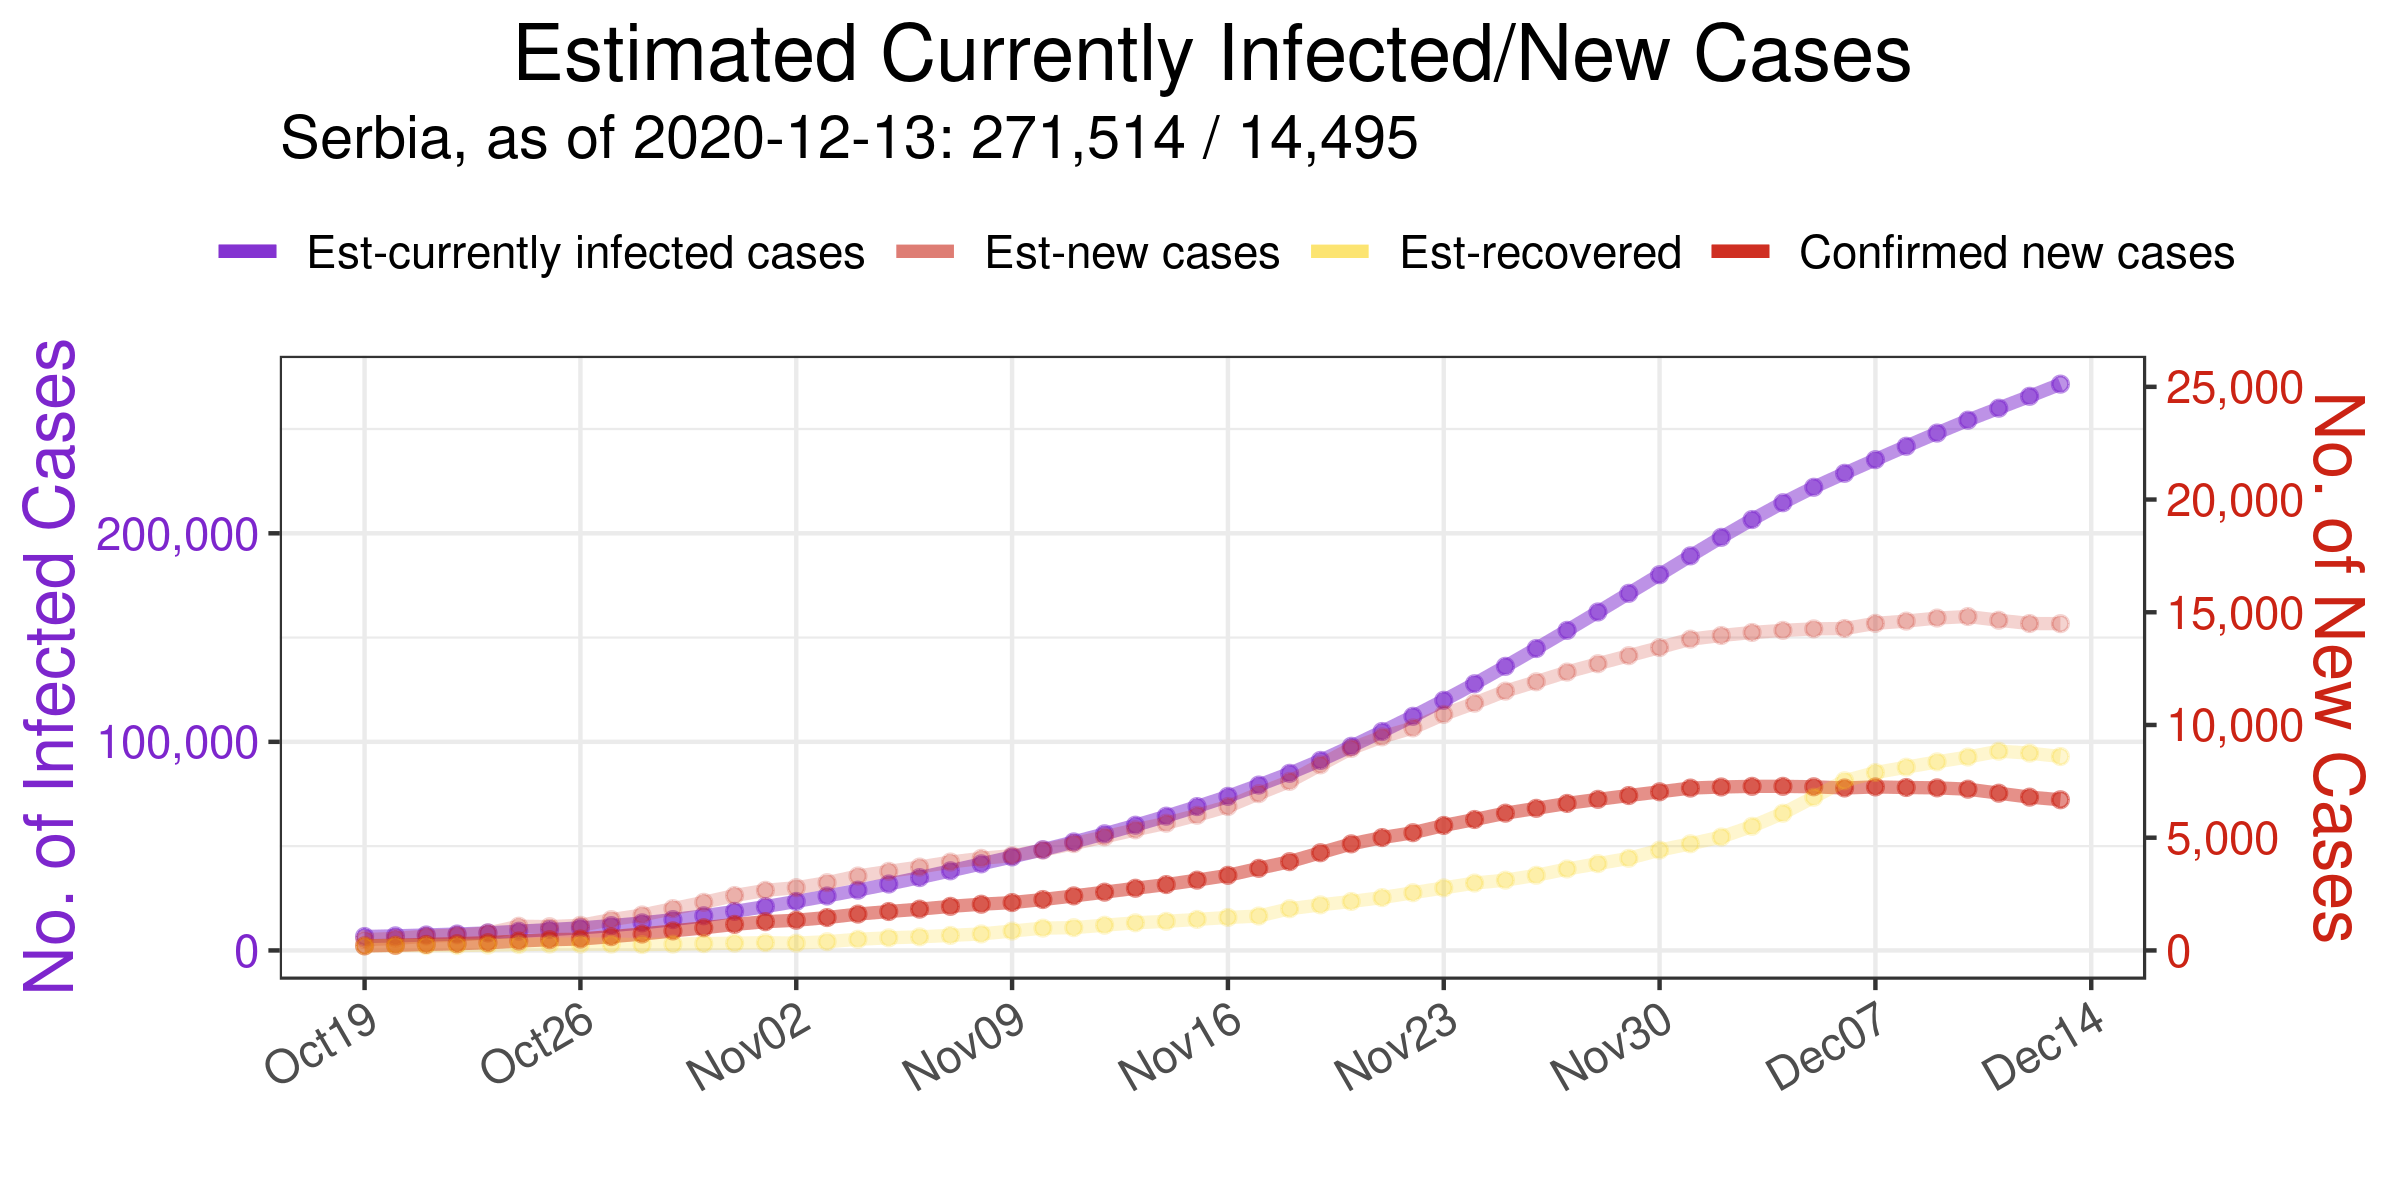 Estimated Currently Infected/New Cases
Serbia, as of 2020-12-13: 271,514 / 14,495
Est-currently infected cases Est-new cases Est-recovered Confirmed new cases
No. of Infected Cases
200,000
100,000
0
25,000
20,000
15,000
10,000
5,000
0
No. of New Cases
Oct19 Oct26 Nov02 Nov09 Nov16 Nov23 Nov30 Dec07 Dec14